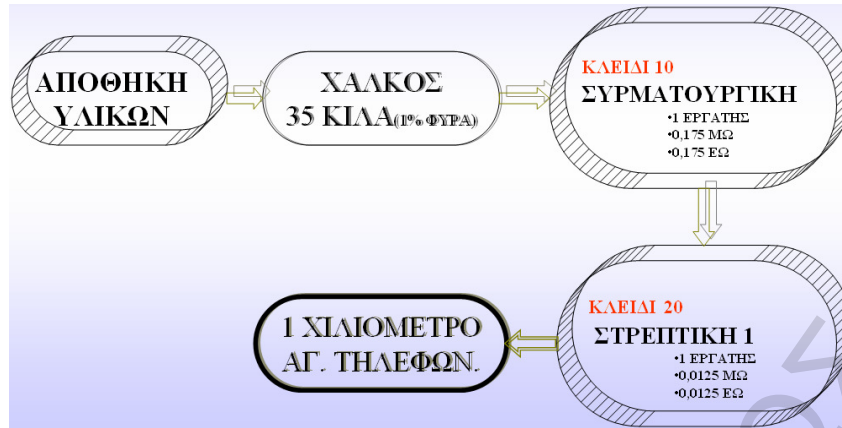 ΑΠΟΘΗΚΗ
ΥΛΙΚΩΝ
ΧΑΛΚΟΣ
35 ΚΙΛΑ(1% ΦΥΡΑ)
ΚΛΕΙΔΙ 10
ΣΥΡΜΑΤΟΥΡΓΙΚΗ
•1 ΕΡΓΑΤΗΣ
•0,175 ΜΩ
•0,175 ΕΩ
ΚΛΕΙΔΙ 20
ΣΤΡΕΠΤΙΚΗ 1
•1 ΕΡΓΑΤΗΣ
•0,0125 ΜΩ
•0,0125 ΕΩ
1 ΧΙΛΙΟΜΕΤΡΟ
ΑΓ. ΤΗΛΕΦΩΝ.